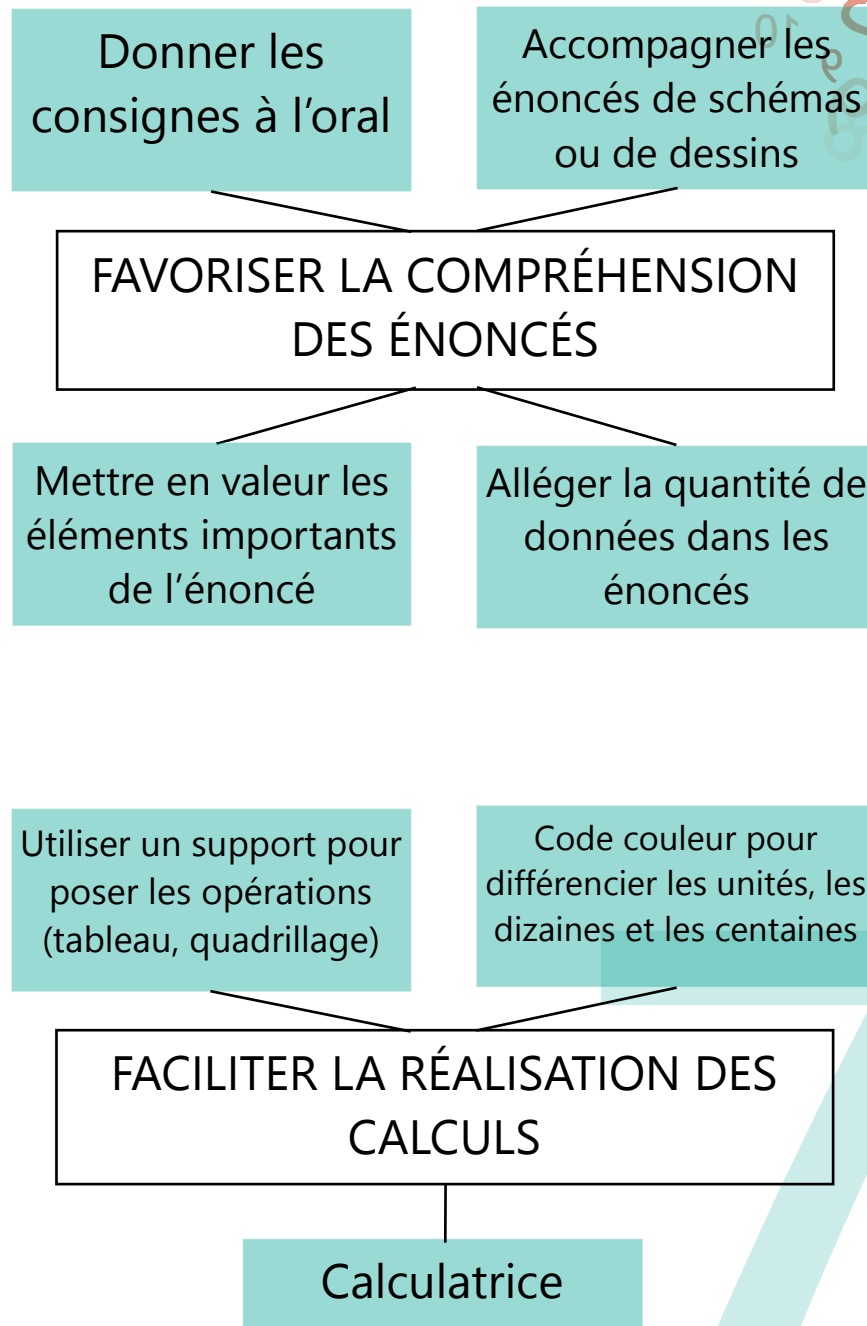 Donner les
consignes à l'oral
Accompagner les
énoncés de schémas
ou de dessins
FAVORISER LA COMPRÉHENSION
DES ÉNONCÉS
Mettre en valeur les
éléments importants
de l'énoncé
Alléger la quantité de
données dans les
énoncés
Utiliser un support pour
poser les opérations
(tableau, quadrillage)
Code couleur pour
différencier les unités, les
dizaines et les centaines
FACILITER LA RÉALISATION DES
CALCULS
Calculatrice